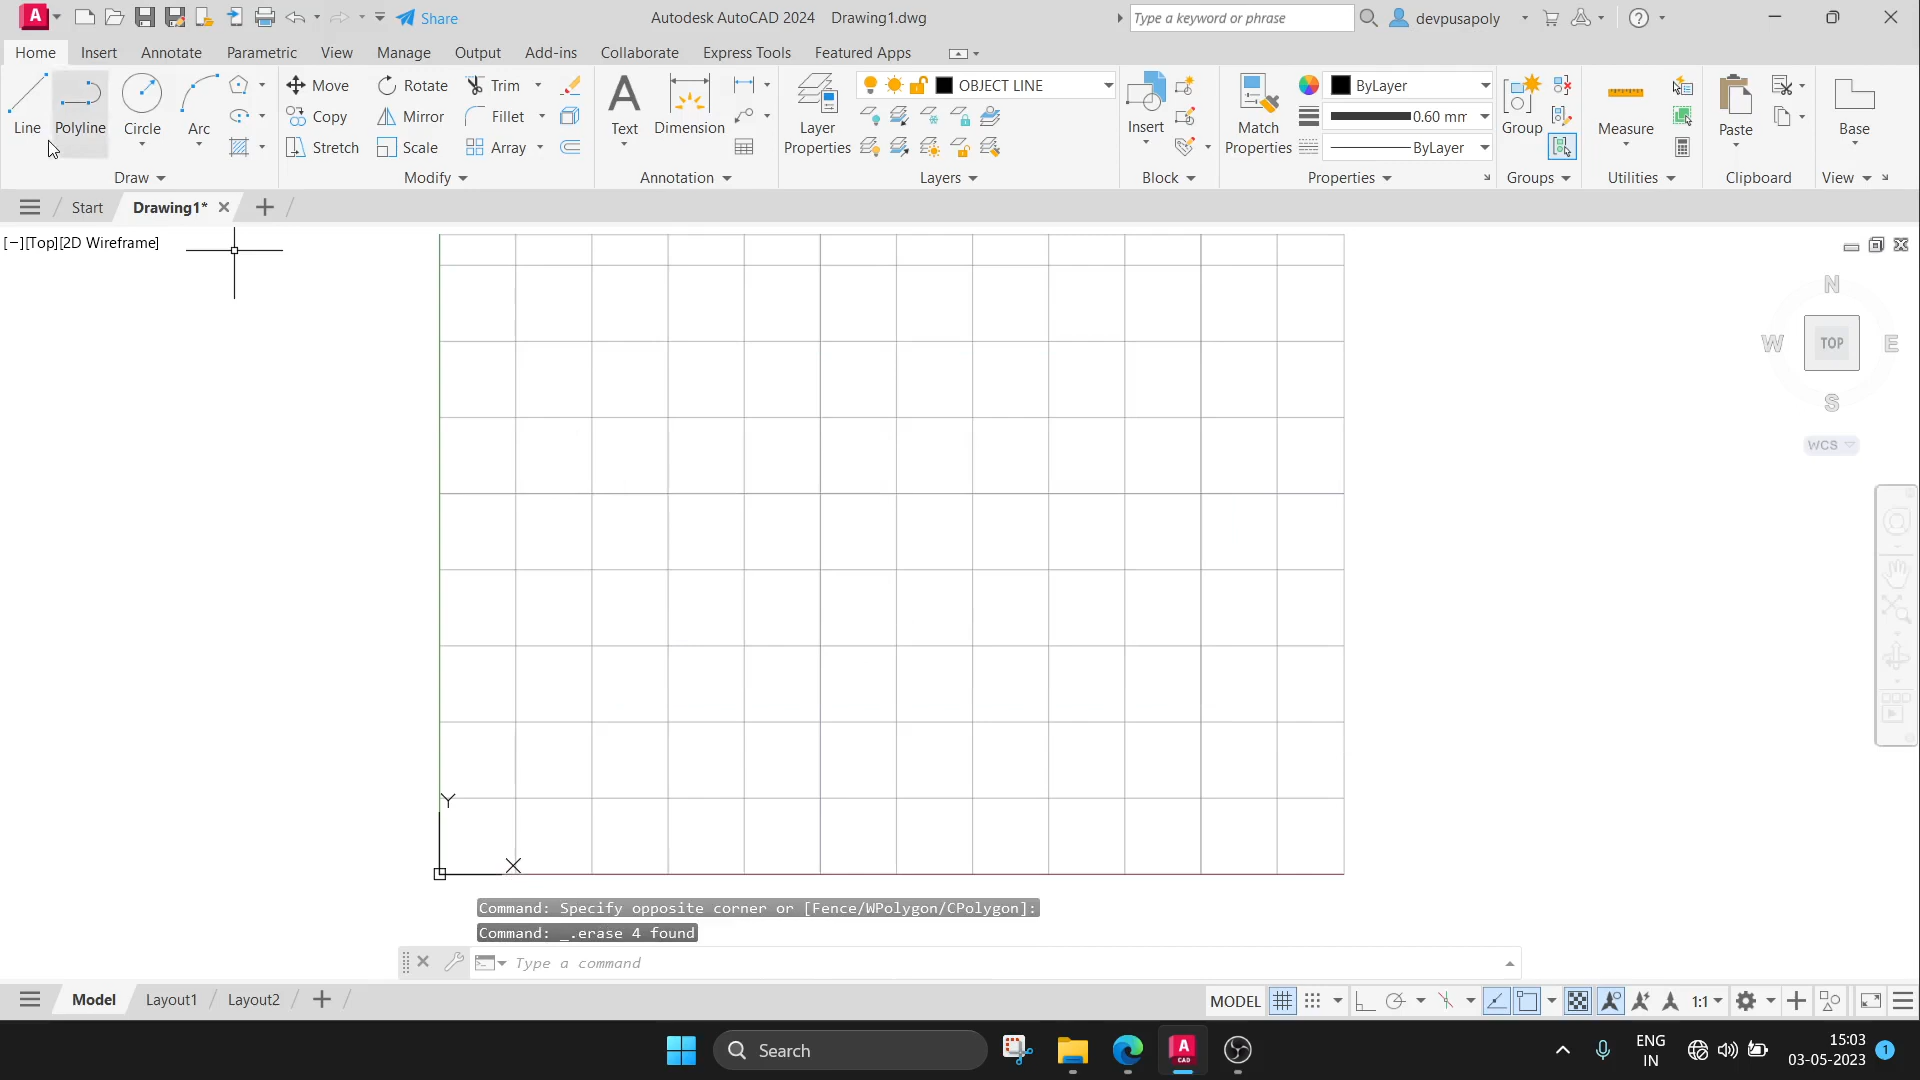 A Share Autodesk AutoCAD 2024 Drawing1.dwg Type a keyword or phrase devpusapoly
Home Insert Annotate Parametric View Manage Output Add-ins Collaborate Express Tools Featured Apps
Line Polyline Circle Arc
Move Rotate Trim
Copy Mirror Fillet
Stretch Scale Array
Text Dimension
Layer Properties
OBJECT LINE
Insert
Match Properties
ByLayer
0.60 mm
ByLayer
Group
Measure
Paste
Base
Draw Modify Annotation Layers Block Properties Groups Utilities Clipboard View
Start Drawing1*
[−][Top][2D Wireframe]
N
W TOP E
S
WCS
Y
X
Command: Specify opposite corner or [Fence/WPolygon/CPolygon]:
Command: _.erase 4 found
Type a command
Model Layout1 Layout2 MODEL 1:1
Search
A CAD
ENG
IN
15:03
03-05-2023
1